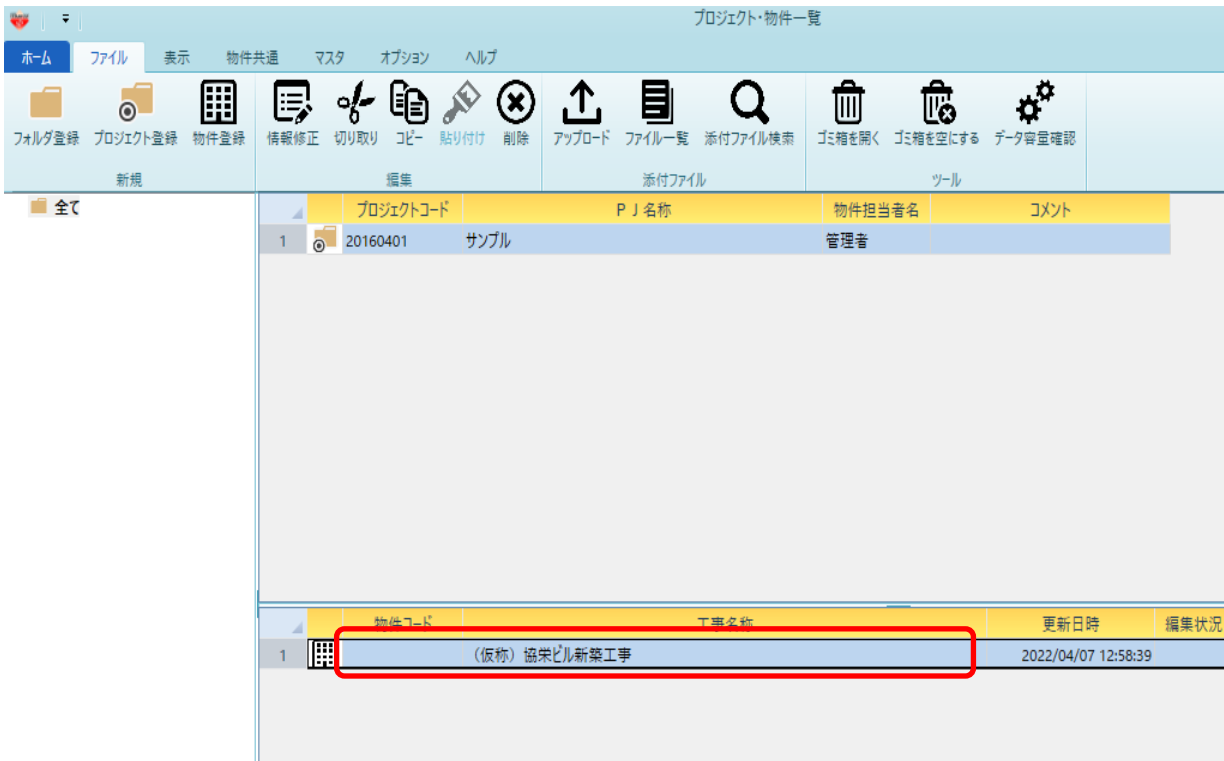 プロジェクト・物件一覧
ホーム ファイル 表示 物件共通 マスタ オプション ヘルプ
フォルダ登録 プロジェクト登録 物件登録 情報修正 切り取り コピー 貼り付け 削除 アップロード ファイル一覧 添付ファイル検索 ゴミ箱を開く ゴミ箱を空にする データ容量確認
新規 編集 添付ファイル ツール
全て
プロジェクトコード ＰＪ名称 物件担当者名 コメント
1 20160401 サンプル 管理者
物件コード 工事名称 更新日時 編集状況
1 （仮称）協栄ビル新築工事 2022/04/07 12:58:39